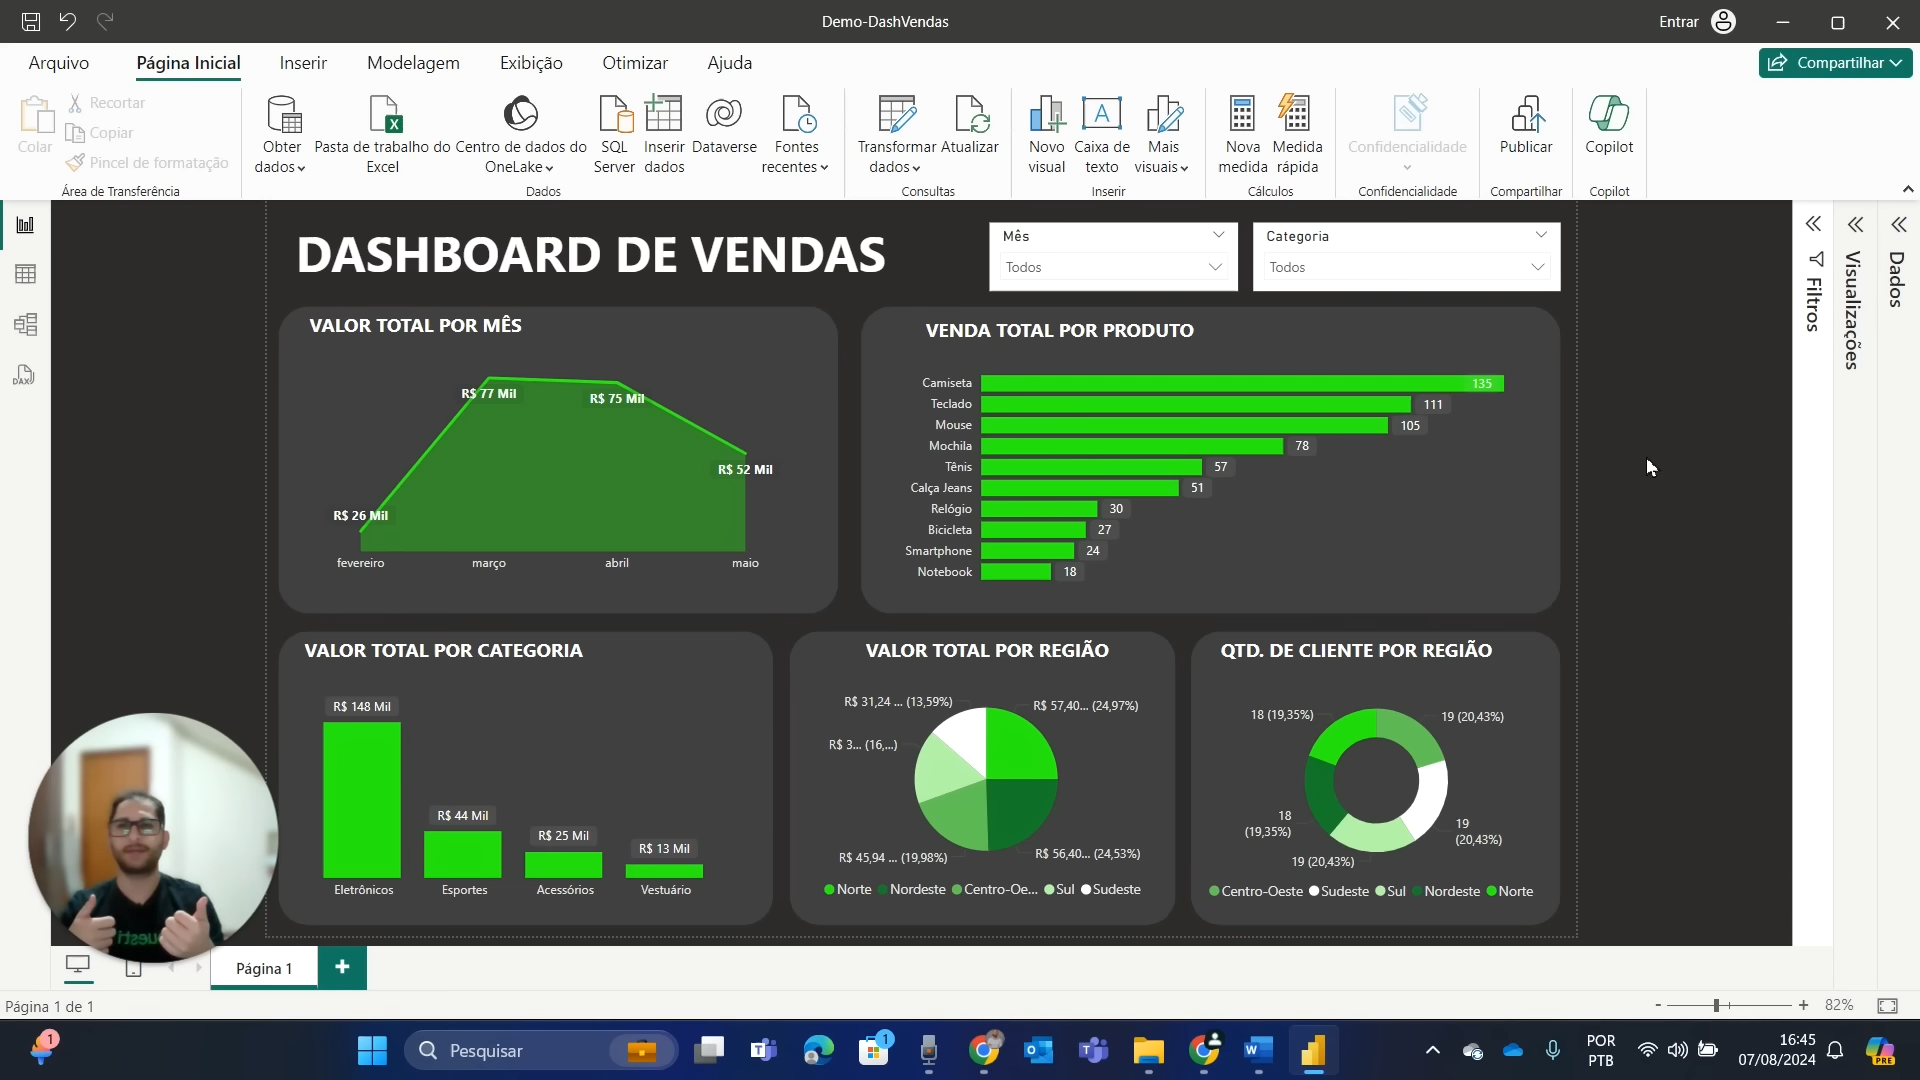 Demo-DashVendas
Entrar
Arquivo Página Inicial Inserir Modelagem Exibição Otimizar Ajuda
Compartilhar
Colar
Recortar
Copiar
Pincel de formatação
Área de Transferência
Obter dados
Pasta de trabalho do Excel
Centro de dados do OneLake
SQL Server
Inserir dados
Dataverse
Fontes recentes
Dados
Transformar dados
Atualizar
Consultas
Novo visual
Caixa de texto
Mais visuais
Inserir
Nova medida
Medida rápida
Cálculos
Confidencialidade
Confidencialidade
Publicar
Compartilhar
Copilot
Copilot
DAX
DASHBOARD DE VENDAS
Mês
Todos
Categoria
Todos
Filtros
Visualizações
Dados
VALOR TOTAL POR MÊS
R$ 77 Mil
R$ 75 Mil
R$ 52 Mil
R$ 26 Mil
fevereiro março abril maio
VENDA TOTAL POR PRODUTO
Camiseta 135
Teclado 111
Mouse 105
Mochila 78
Tênis 57
Calça Jeans 51
Relógio 30
Bicicleta 27
Smartphone 24
Notebook 18
VALOR TOTAL POR CATEGORIA
R$ 148 Mil
R$ 44 Mil
R$ 25 Mil
R$ 13 Mil
Eletrônicos Esportes Acessórios Vestuário
VALOR TOTAL POR REGIÃO
R$ 31,24 ... (13,59%)
R$ 57,40... (24,97%)
R$ 3... (16,...)
R$ 45,94 ... (19,98%)
R$ 56,40... (24,53%)
Norte Nordeste Centro-Oe... Sul Sudeste
QTD. DE CLIENTE POR REGIÃO
18 (19,35%)
19 (20,43%)
18
(19,35%)
19
(20,43%)
19 (20,43%)
Centro-Oeste Sudeste Sul Nordeste Norte
Página 1
+
Página 1 de 1
- + 82%
1
Pesquisar
1
POR
PTB
16:45
07/08/2024
PRE